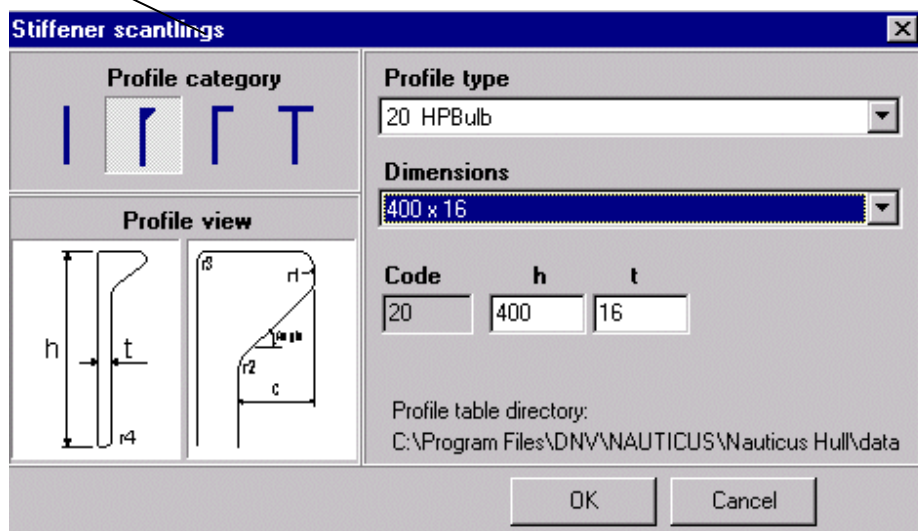 Stiffener scantlings
Profile category
Profile type
20 HPBulb
Dimensions
400 x 16
Profile view
r3
r1
h
t
r4
Angle
r2
c
Code h t
20 400 16
Profile table directory:
C:\Program Files\DNV\NAUTICUS\Nauticus Hull\data
OK Cancel